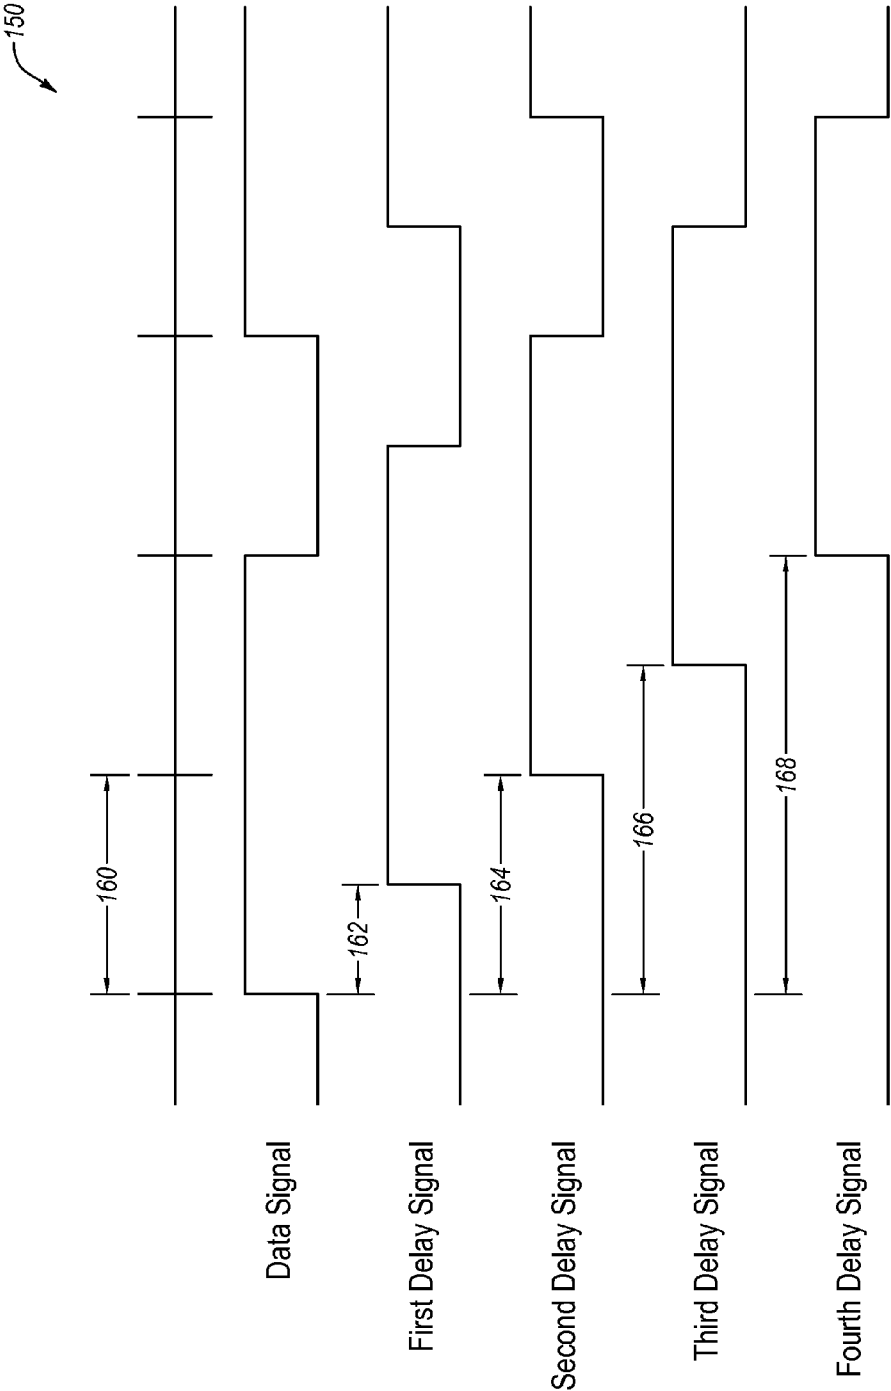 150
160
Data Signal
162
First Delay Signal
164
Second Delay Signal
166
Third Delay Signal
168
Fourth Delay Signal